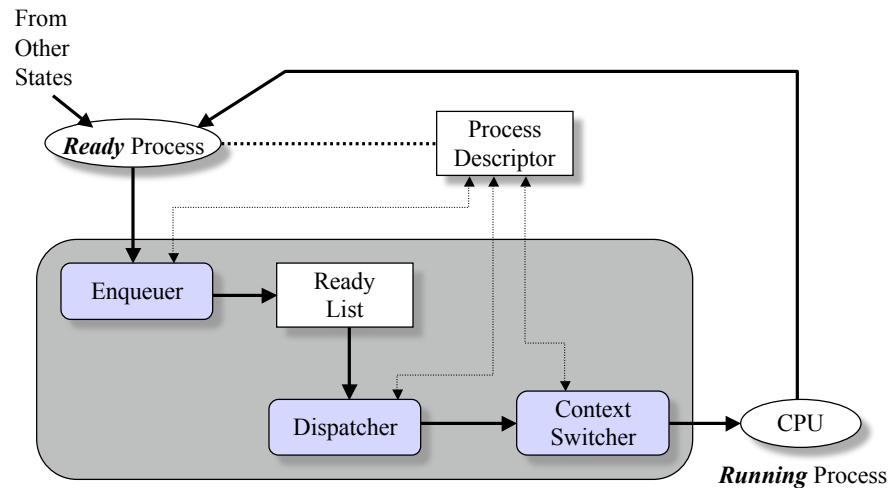 From
Other
States
Ready Process
Process
Descriptor
Enqueuer
Ready
List
Dispatcher
Context
Switcher
CPU
Running Process